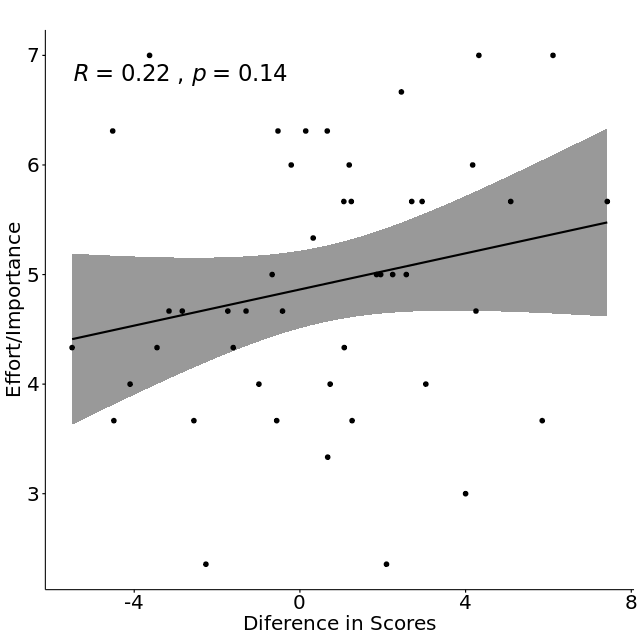 7
R = 0.22 , p = 0.14
6
5
4
3
Effort/Importance
-4 0 4 8
Diference in Scores